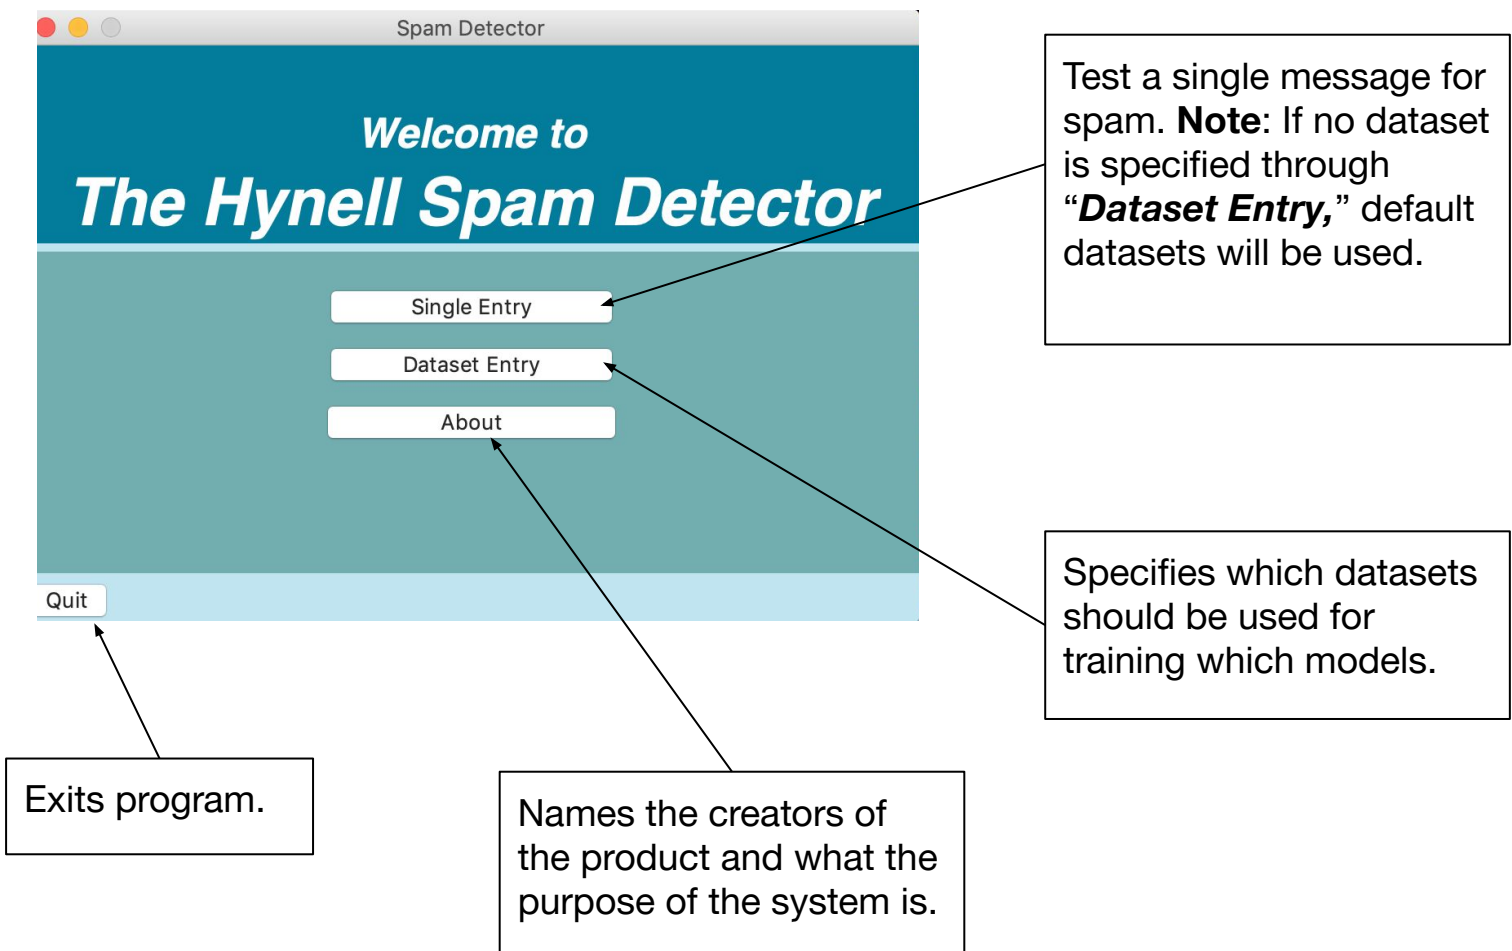 Spam Detector
Welcome to
The Hynell Spam Detector
Single Entry
Dataset Entry
About
Quit
Test a single message for
spam. Note: If no dataset
is specified through
“Dataset Entry,” default
datasets will be used.
Specifies which datasets
should be used for
training which models.
Exits program.
Names the creators of
the product and what the
purpose of the system is.